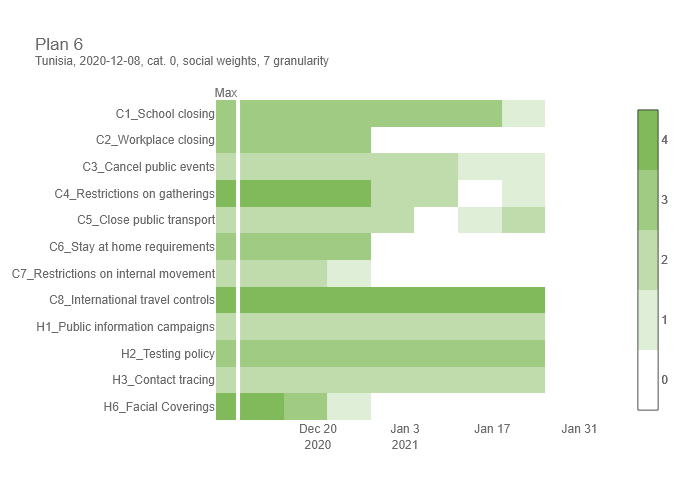 Plan 6
Tunisia, 2020-12-08, cat. 0, social weights, 7 granularity
Max
C1_School closing
C2_Workplace closing
C3_Cancel public events
C4_Restrictions on gatherings
C5_Close public transport
C6_Stay at home requirements
C7_Restrictions on internal movement
C8_International travel controls
H1_Public information campaigns
H2_Testing policy
H3_Contact tracing
H6_Facial Coverings
Dec 20 Jan 3 Jan 17 Jan 31
2020 2021
4
3
2
1
0